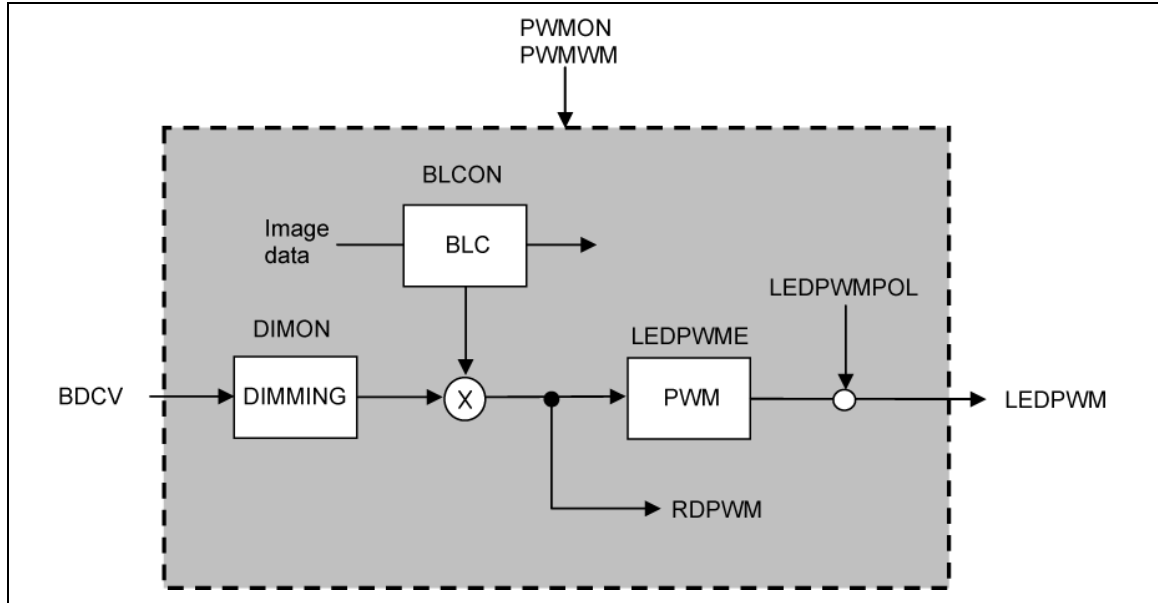 PWMON
PWMWM
BLCON
Image
data
BLC
LEDPWMPOL
DIMON
LEDPWME
BDCV
DIMMING
X
PWM
LEDPWM
RDPWM